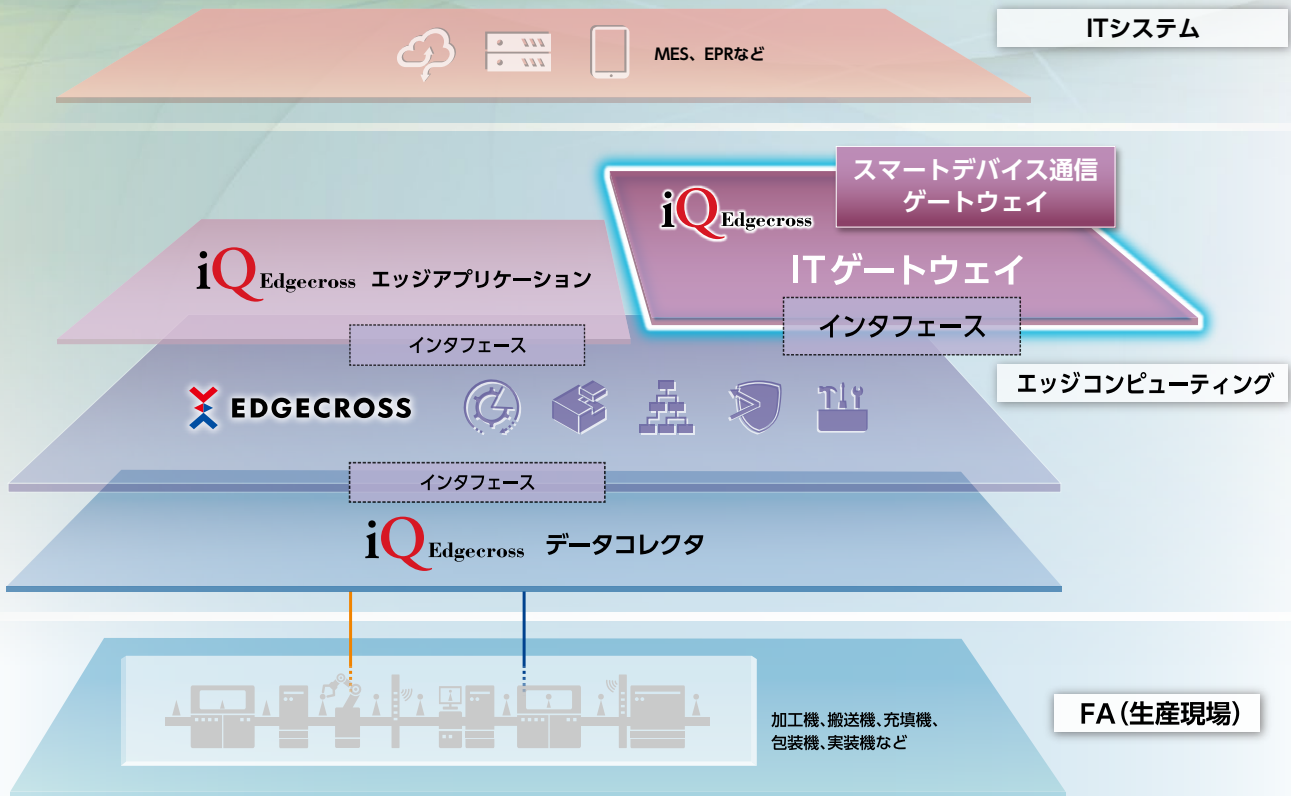 ITシステム
MES、EPRなど
スマートデバイス通信
ゲートウェイ
iQ Edgecross
ITゲートウェイ
インタフェース
iQ Edgecross エッジアプリケーション
インタフェース
エッジコンピューティング
EDGECROSS
インタフェース
iQ Edgecross データコレクタ
加工機、搬送機、充填機、
包装機、実装機など
FA（生産現場）